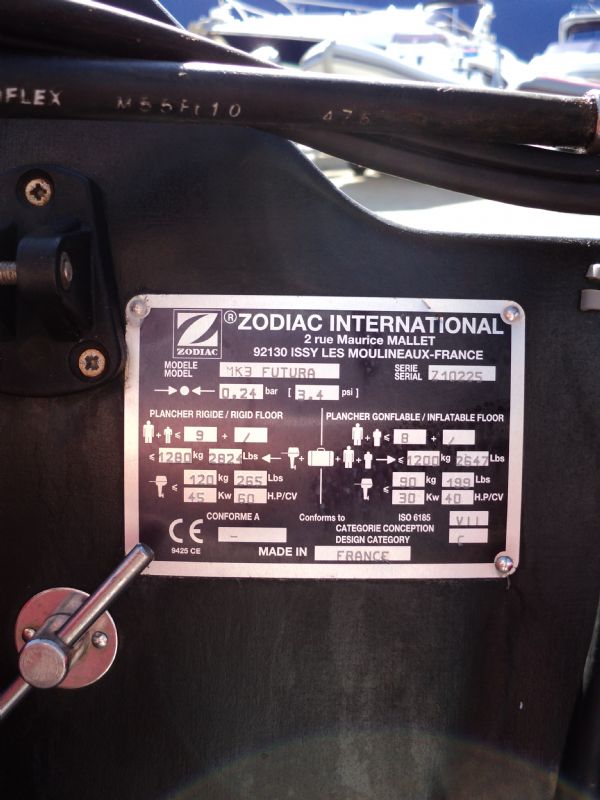 FLEX M55FL10 476
ZODIAC
® ZODIAC INTERNATIONAL
2 rue Maurice MALLET
92130 ISSY LES MOULINEAUX-FRANCE
MODELE
MODEL
MK3 FUTURA
SERIE
SERIAL
710225
0.24 bar [ 3.4 psi ]
PLANCHER RIGIDE / RIGID FLOOR
PLANCHER GONFLABLE / INFLATABLE FLOOR
+ ≤ 9 + /
+ ≤ 8 + /
≤ 1280 kg 2824 Lbs
≤ 1200 kg 2647 Lbs
≤ 120 kg 265 Lbs
45 Kw 60 H.P/CV
≤ 90 kg 199 Lbs
30 Kw 40 H.P/CV
CONFORME A
Conforms to
ISO 6185
VII
CATEGORIE CONCEPTION
DESIGN CATEGORY
C
CE
9425 CE
-
MADE IN FRANCE